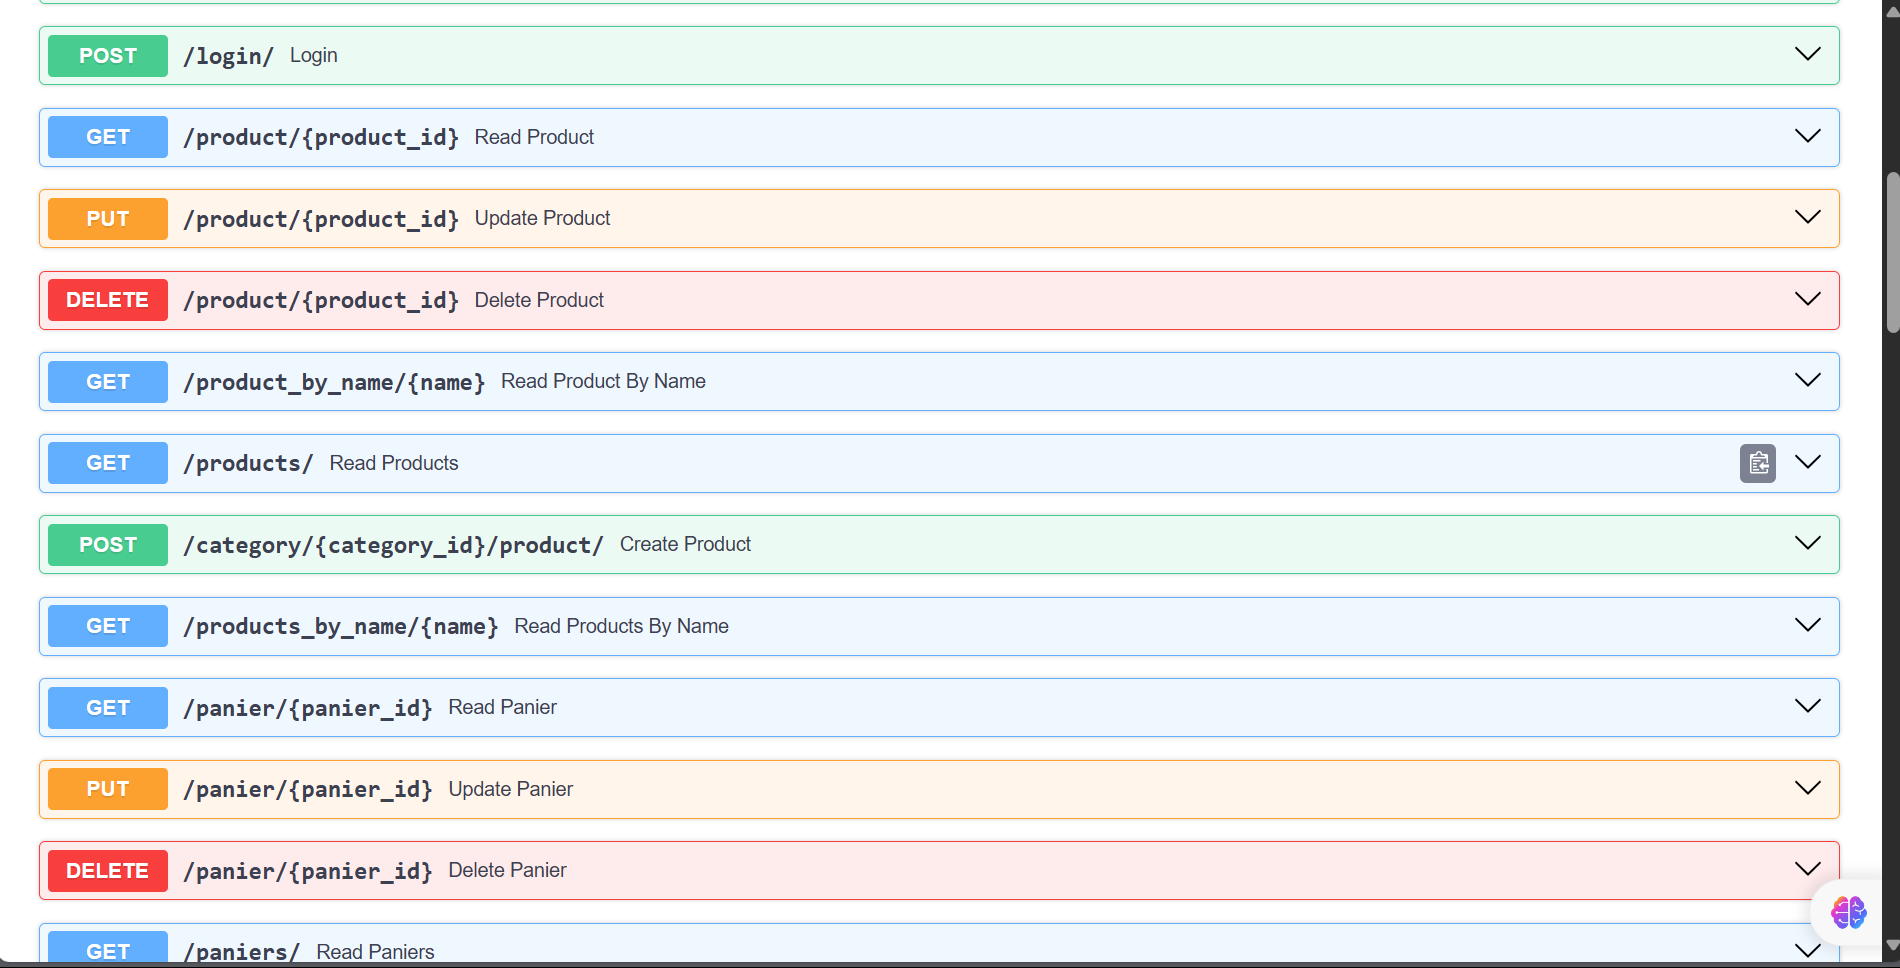 POST /login/ Login
GET /product/{product_id} Read Product
PUT /product/{product_id} Update Product
DELETE /product/{product_id} Delete Product
GET /product_by_name/{name} Read Product By Name
GET /products/ Read Products
POST /category/{category_id}/product/ Create Product
GET /products_by_name/{name} Read Products By Name
GET /panier/{panier_id} Read Panier
PUT /panier/{panier_id} Update Panier
DELETE /panier/{panier_id} Delete Panier
GET /paniers/ Read Paniers